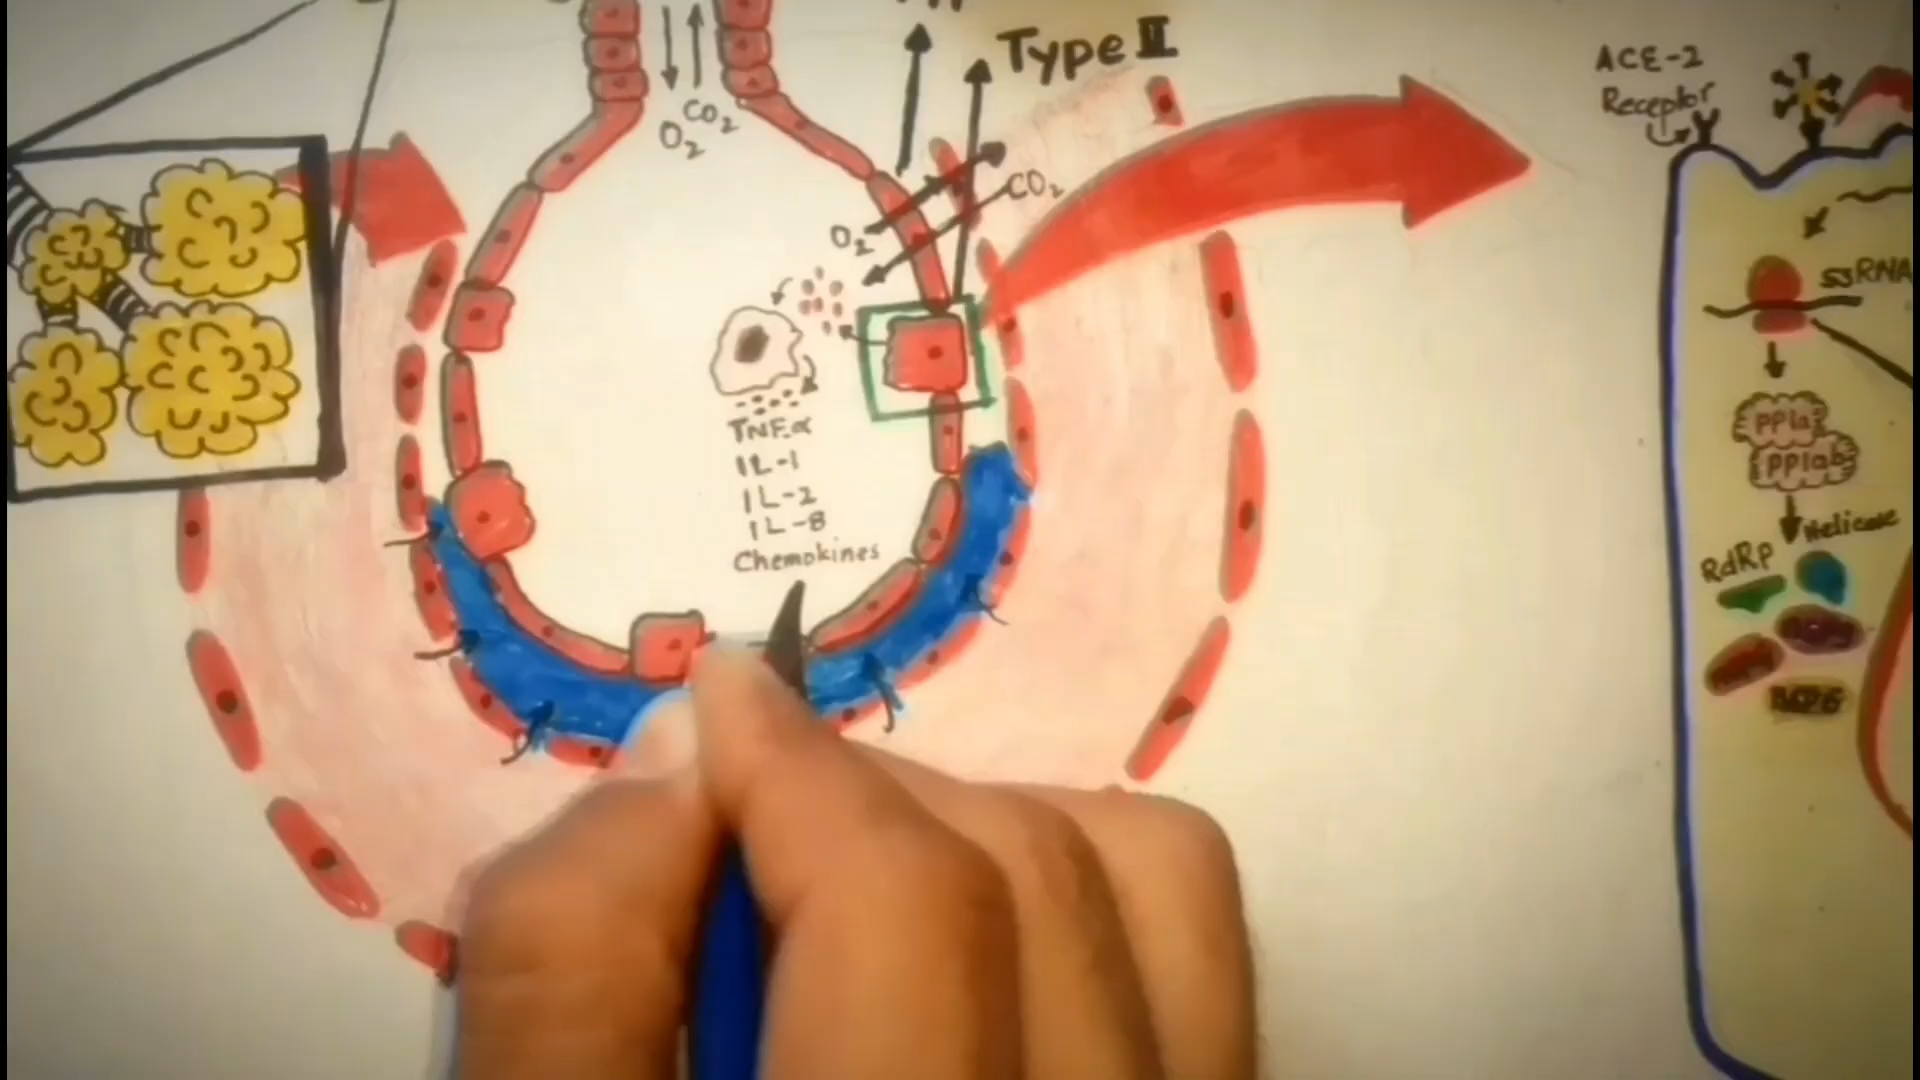 Type II
CO2
O2
O2
CO2
TNF-α
IL-1
IL-2
IL-8
Chemokines
ACE-2
Receptor
ssRNA
PP1a
PP1ab
Helicase
RdRp